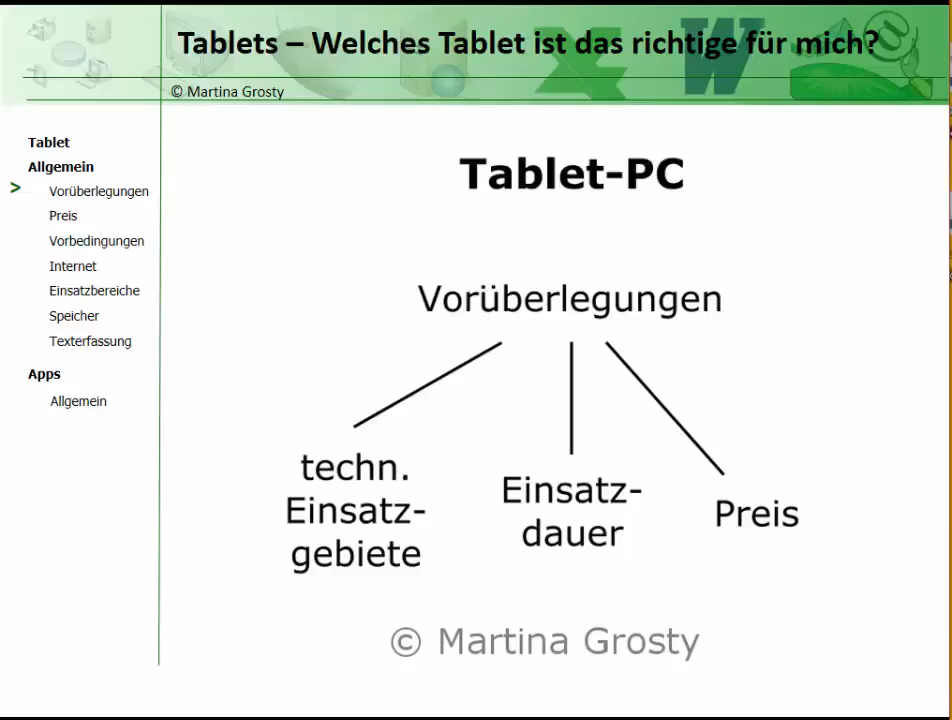 Tablets – Welches Tablet ist das richtige für mich?
© Martina Grosty
Tablet
Allgemein
> Vorüberlegungen
Preis
Vorbedingungen
Internet
Einsatzbereiche
Speicher
Texterfassung
Apps
Allgemein
Tablet-PC
Vorüberlegungen
techn.
Einsatz-
gebiete
Einsatz-
dauer
Preis
© Martina Grosty